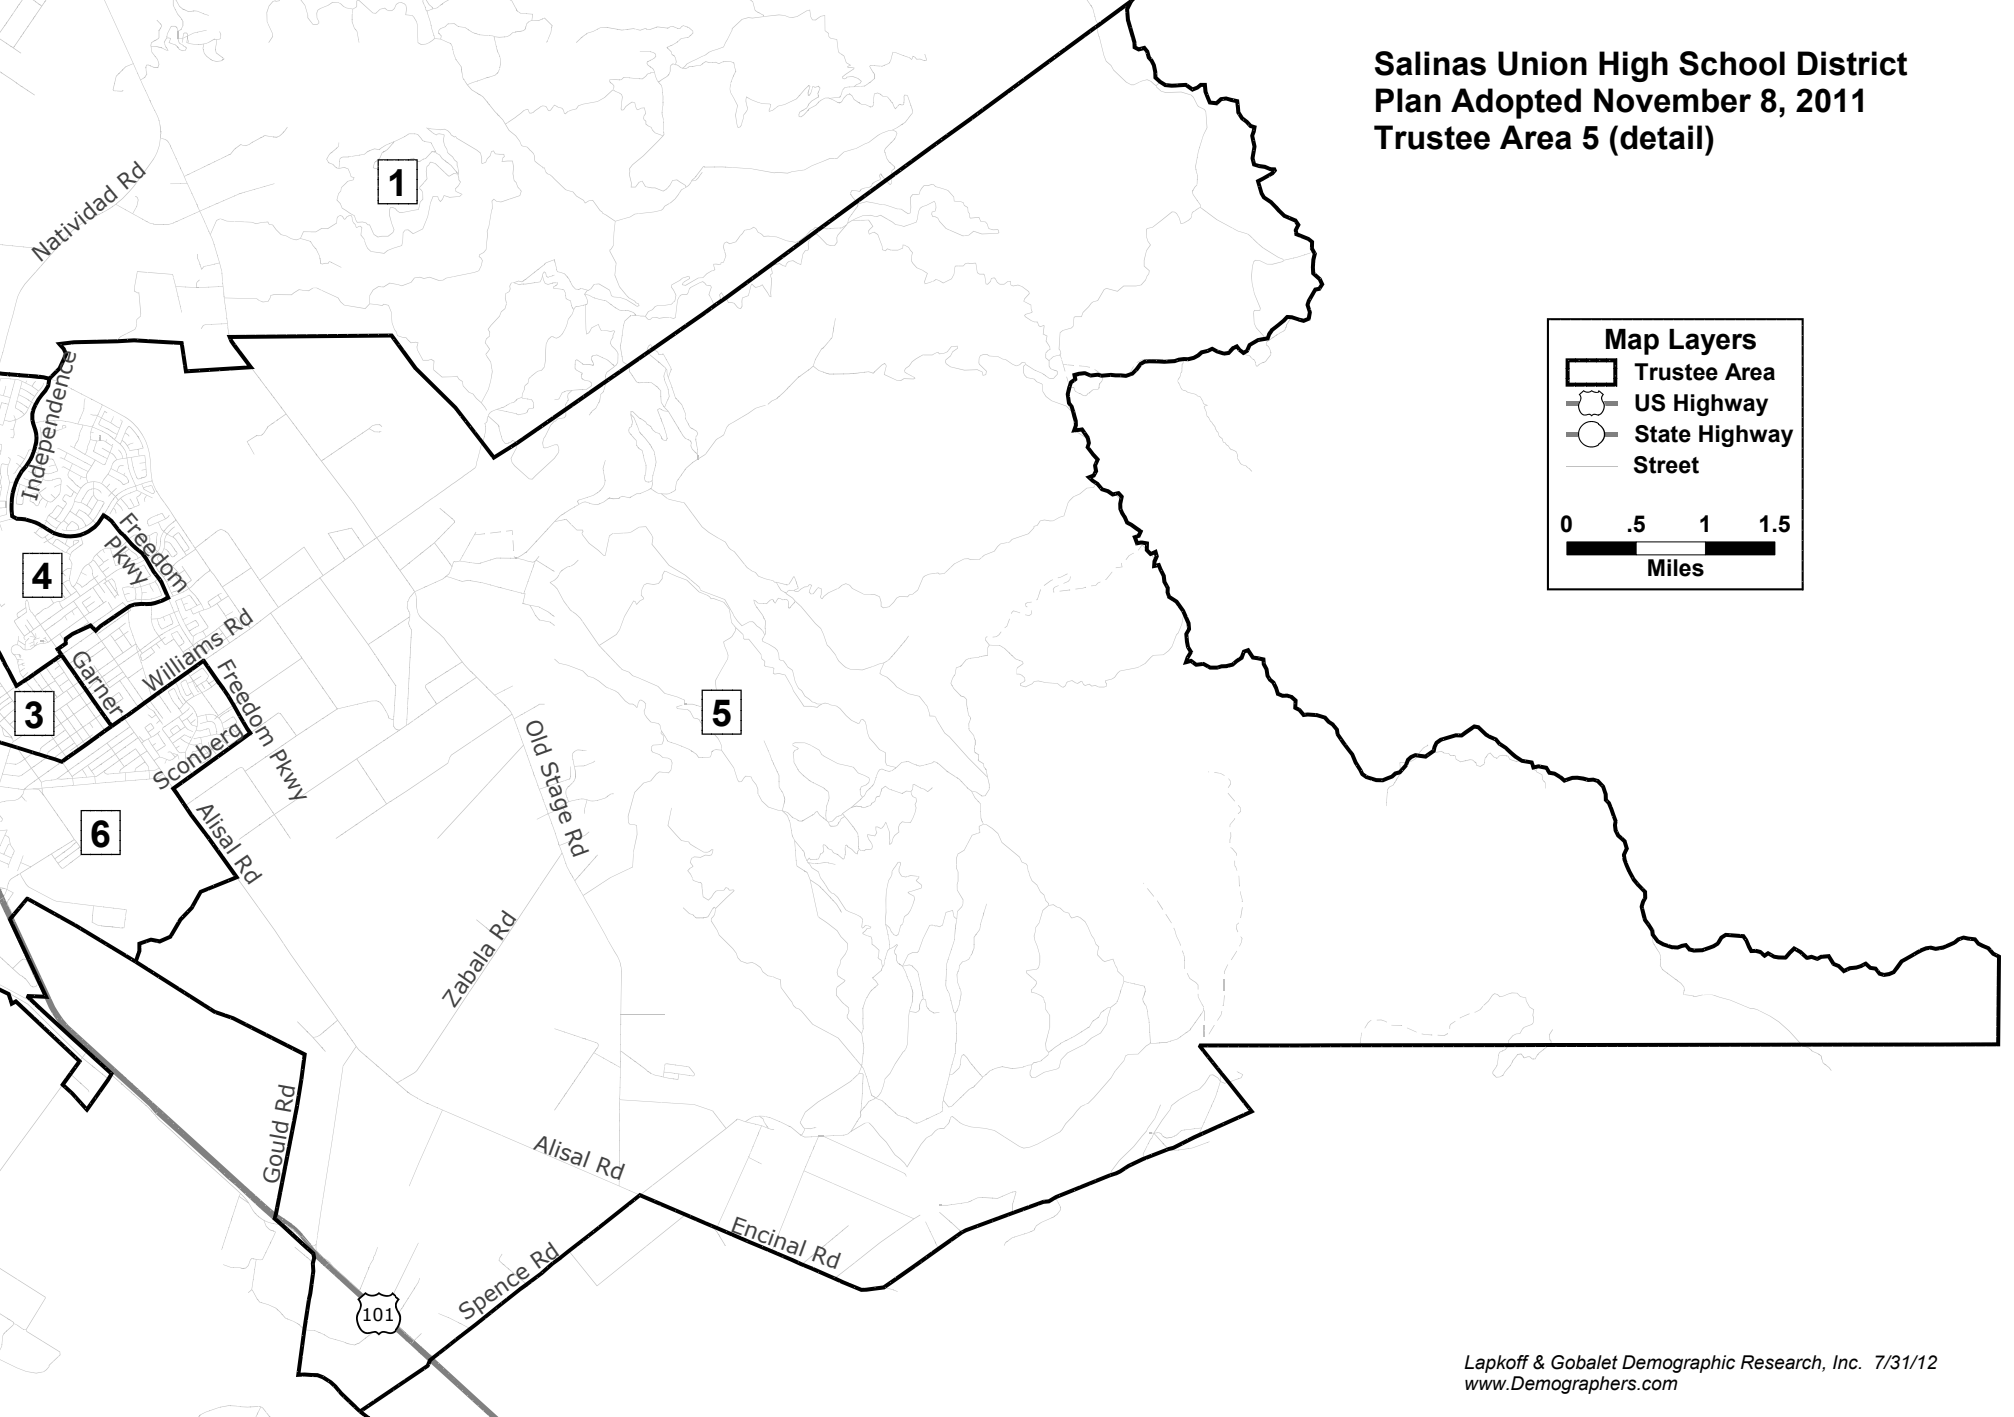 Salinas Union High School District
Plan Adopted November 8, 2011
Trustee Area 5 (detail)
1
Natividad Rd
Map Layers
Trustee Area
US Highway
State Highway
Street
0 .5 1 1.5
Miles
Independence
Freedom
Pkwy
4
Williams Rd
Garner
3
Freedom Pkwy
Sconberg
5
Old Stage Rd
6
Alisal Rd
Zabala Rd
Gould Rd
Alisal Rd
Encinal Rd
Spence Rd
101
Lapkoff & Gobalet Demographic Research, Inc. 7/31/12
www.Demographers.com